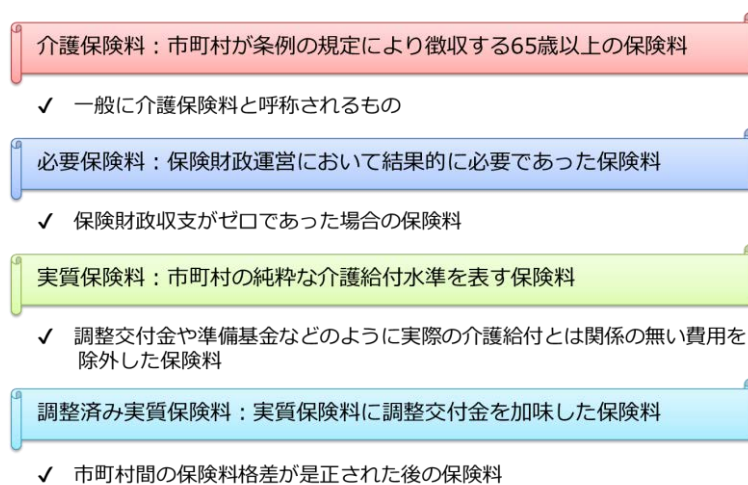 介護保険料：市町村が条例の規定により徴収する65歳以上の保険料
✓ 一般に介護保険料と呼称されるもの
必要保険料：保険財政運営において結果的に必要であった保険料
✓ 保険財政収支がゼロであった場合の保険料
実質保険料：市町村の純粋な介護給付水準を表す保険料
✓ 調整交付金や準備基金などのように実際の介護給付とは関係の無い費用を
除外した保険料
調整済み実質保険料：実質保険料に調整交付金を加味した保険料
✓ 市町村間の保険料格差が是正された後の保険料